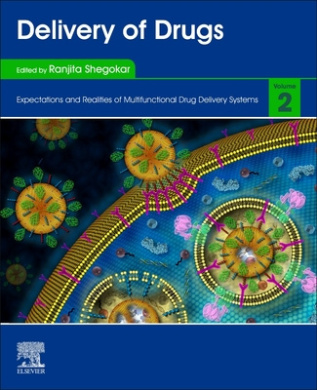 Delivery of Drugs
Edited by Ranjita Shegokar
Volume
2
Expectations and Realities of Multifunctional Drug Delivery Systems
ELSEVIER